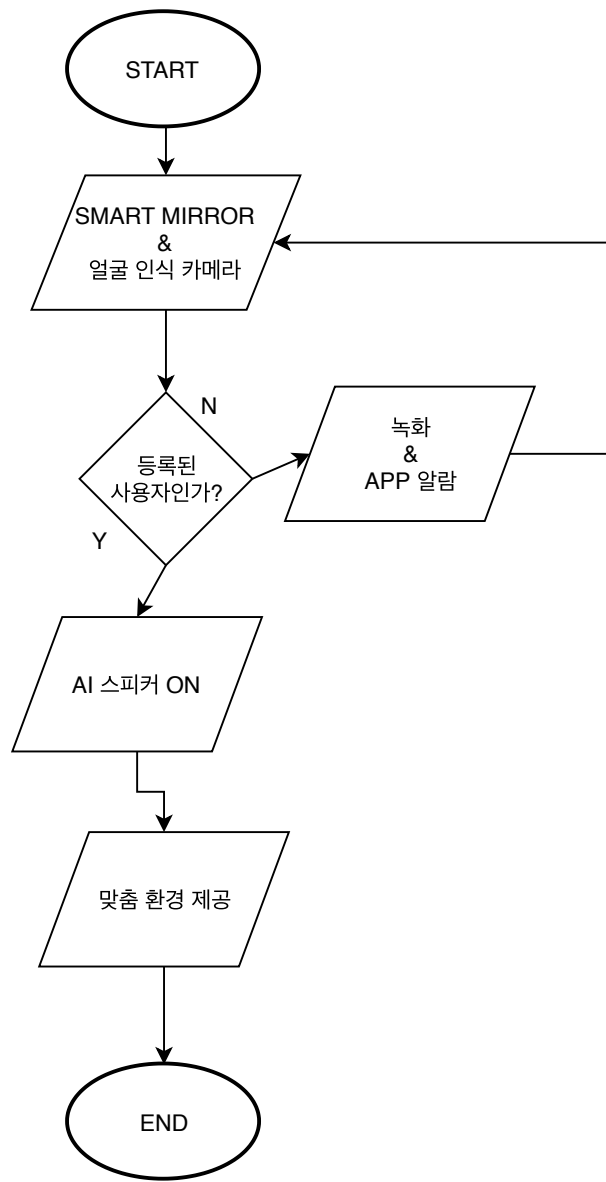 START
SMART MIRROR
&
얼굴 인식 카메라
N
등록된
사용자인가?
녹화
&
APP 알람
Y
AI 스피커 ON
맞춤 환경 제공
END